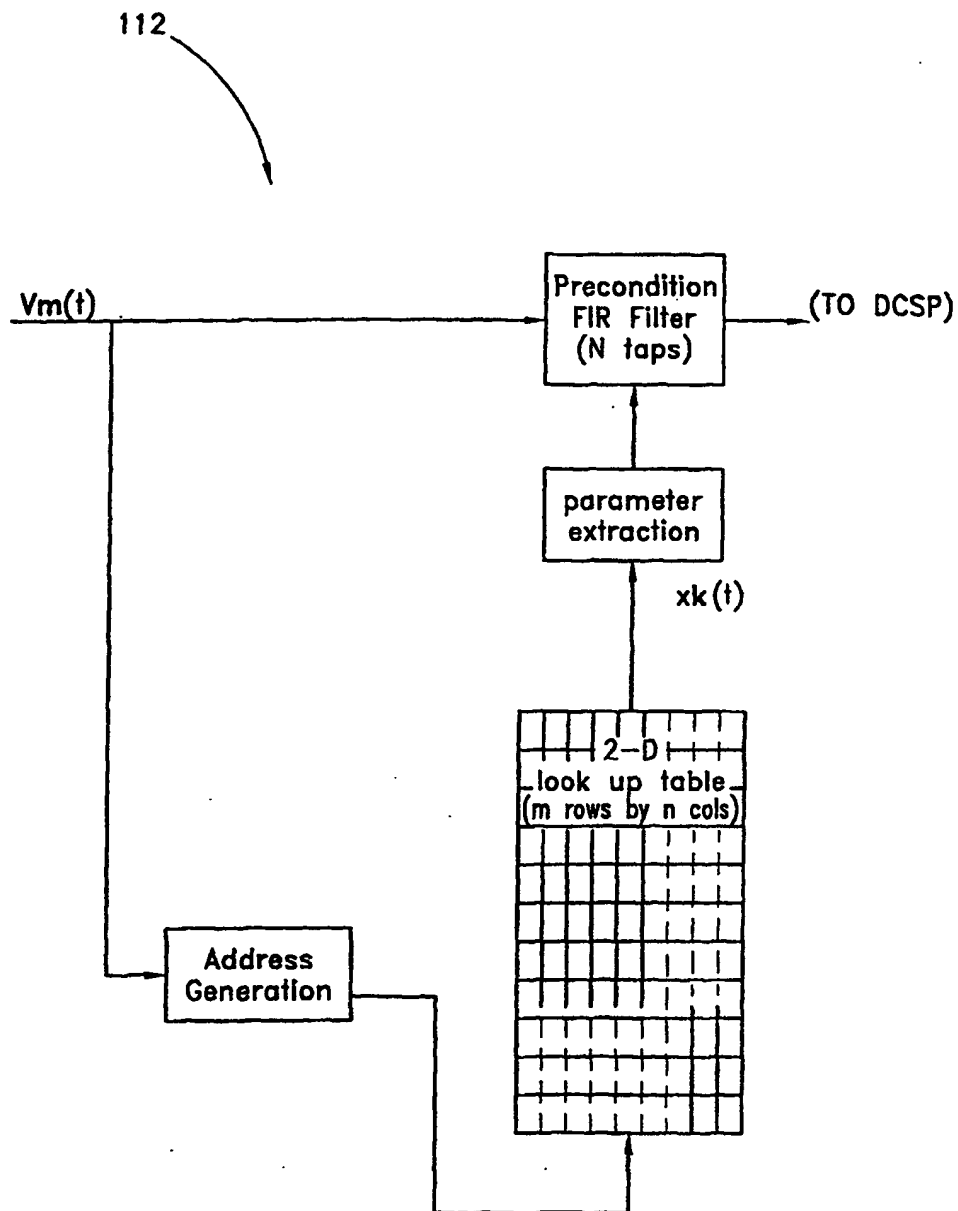 112
Vm(t)
Precondition
FIR Filter
(N taps)
(TO DCSP)
parameter
extraction
xk(t)
2-D
look up table
(m rows by n cols)
Address
Generation